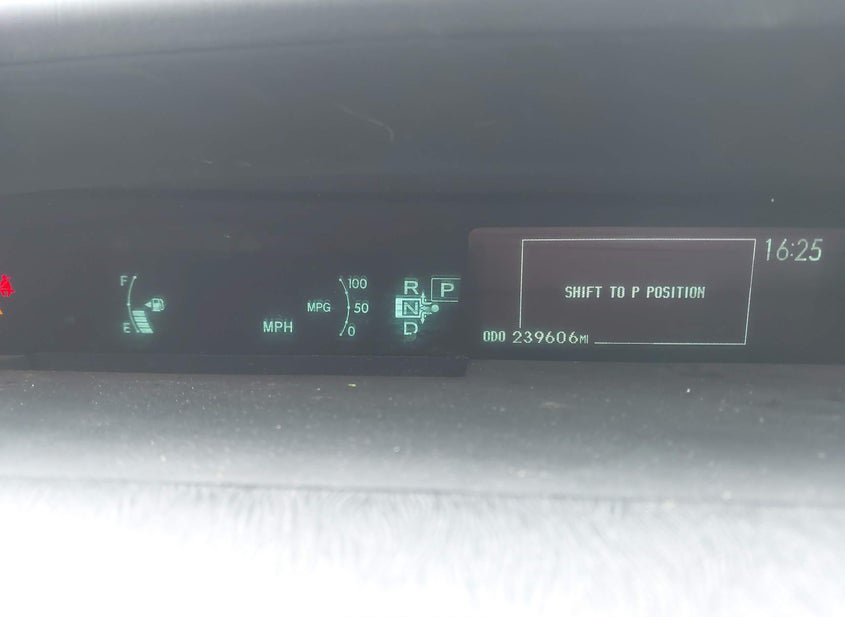 16:25
F
100
R
P
SHIFT TO P POSITION
MPG
50
N
E
MPH
0
D
ODO 239606MI